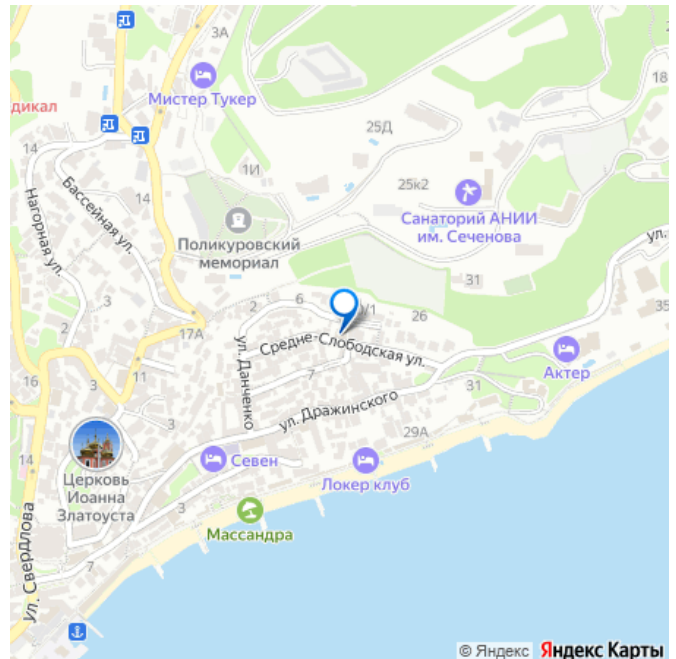 3А
18
Мистер Тукер
дикал
25Д
14
14
1И
25к2
Бассейная ул.
Нагорная ул.
14
Санаторий АНИИ
им. Сеченова
Поликуровский
мемориал
ул.
31
2
6
/1
26
35
2
17А
Средне-Слободская ул.
ул. Данченко
16
3
11
7
Актер
31
3
ул. Дражинского
3
29А
Церковь
Иоанна
Златоуста
Севен
Локер клуб
3
Массандра
Ул. Свердлова
© Яндекс Яндекс Карты